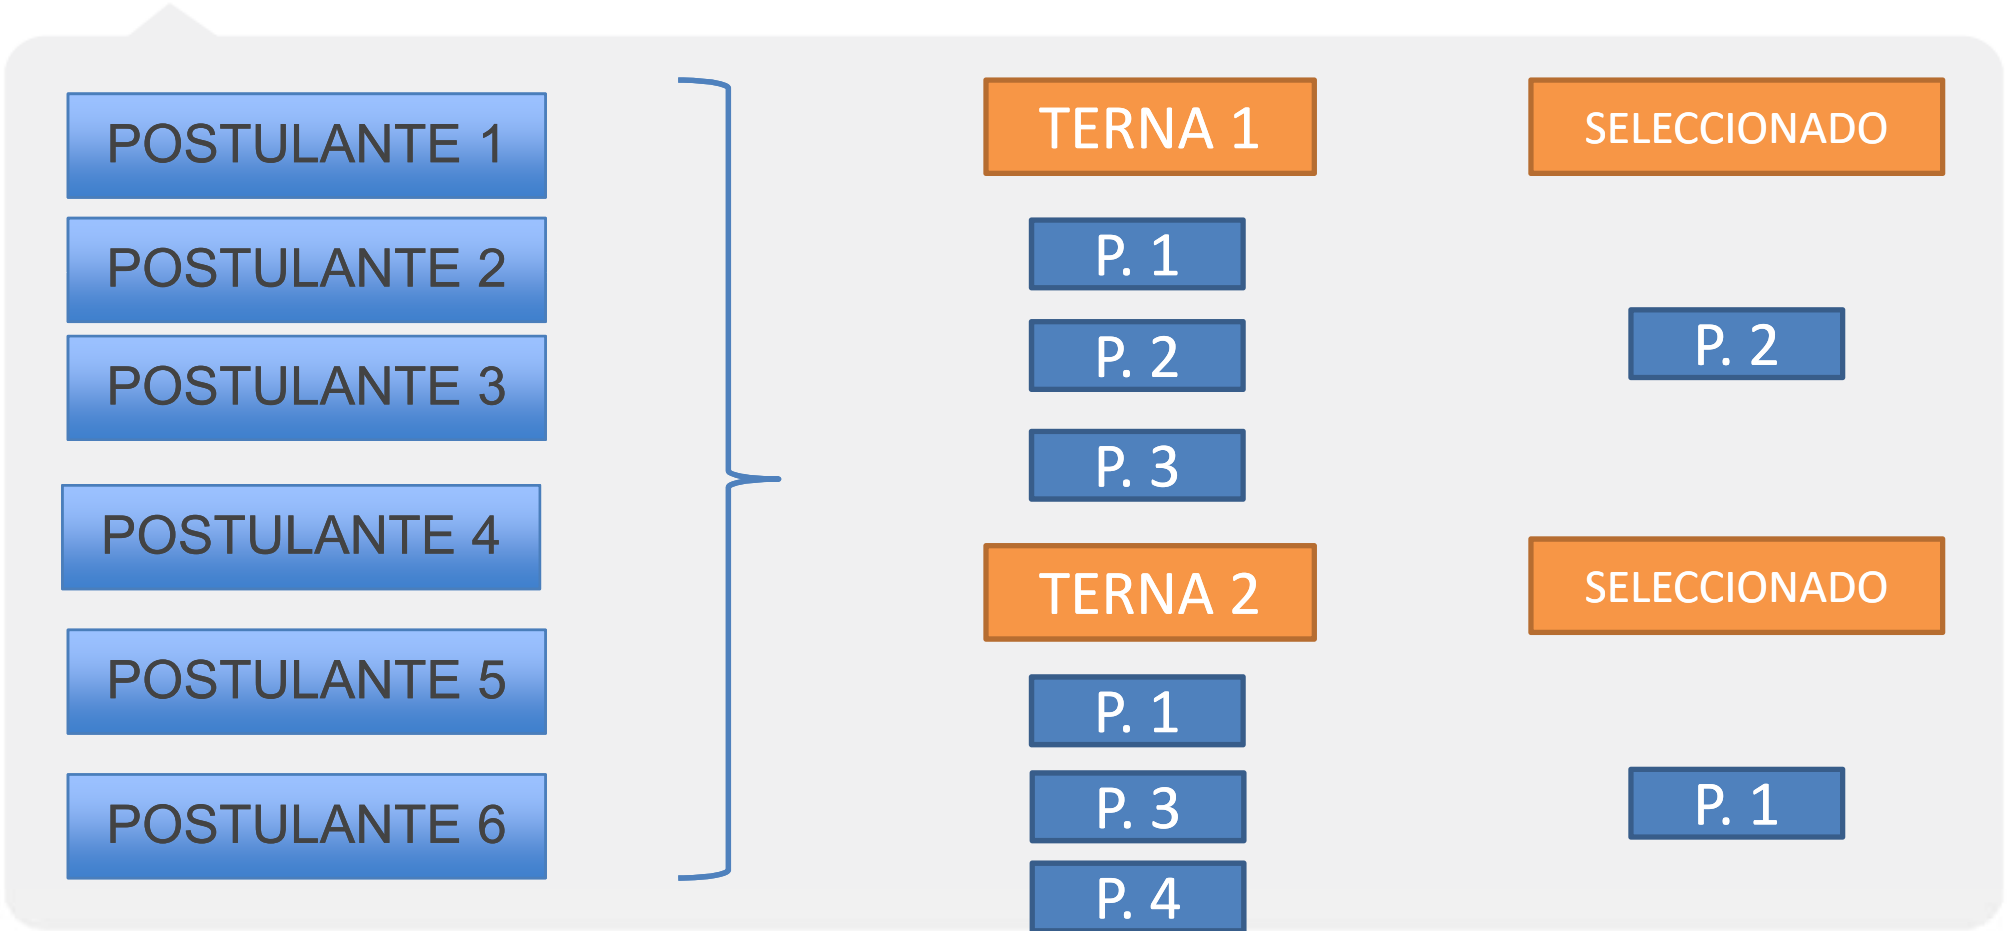 POSTULANTE 1
POSTULANTE 2
POSTULANTE 3
POSTULANTE 4
POSTULANTE 5
POSTULANTE 6
TERNA 1
P. 1
P. 2
P. 3
TERNA 2
P. 1
P. 3
P. 4
SELECCIONADO
P. 2
SELECCIONADO
P. 1